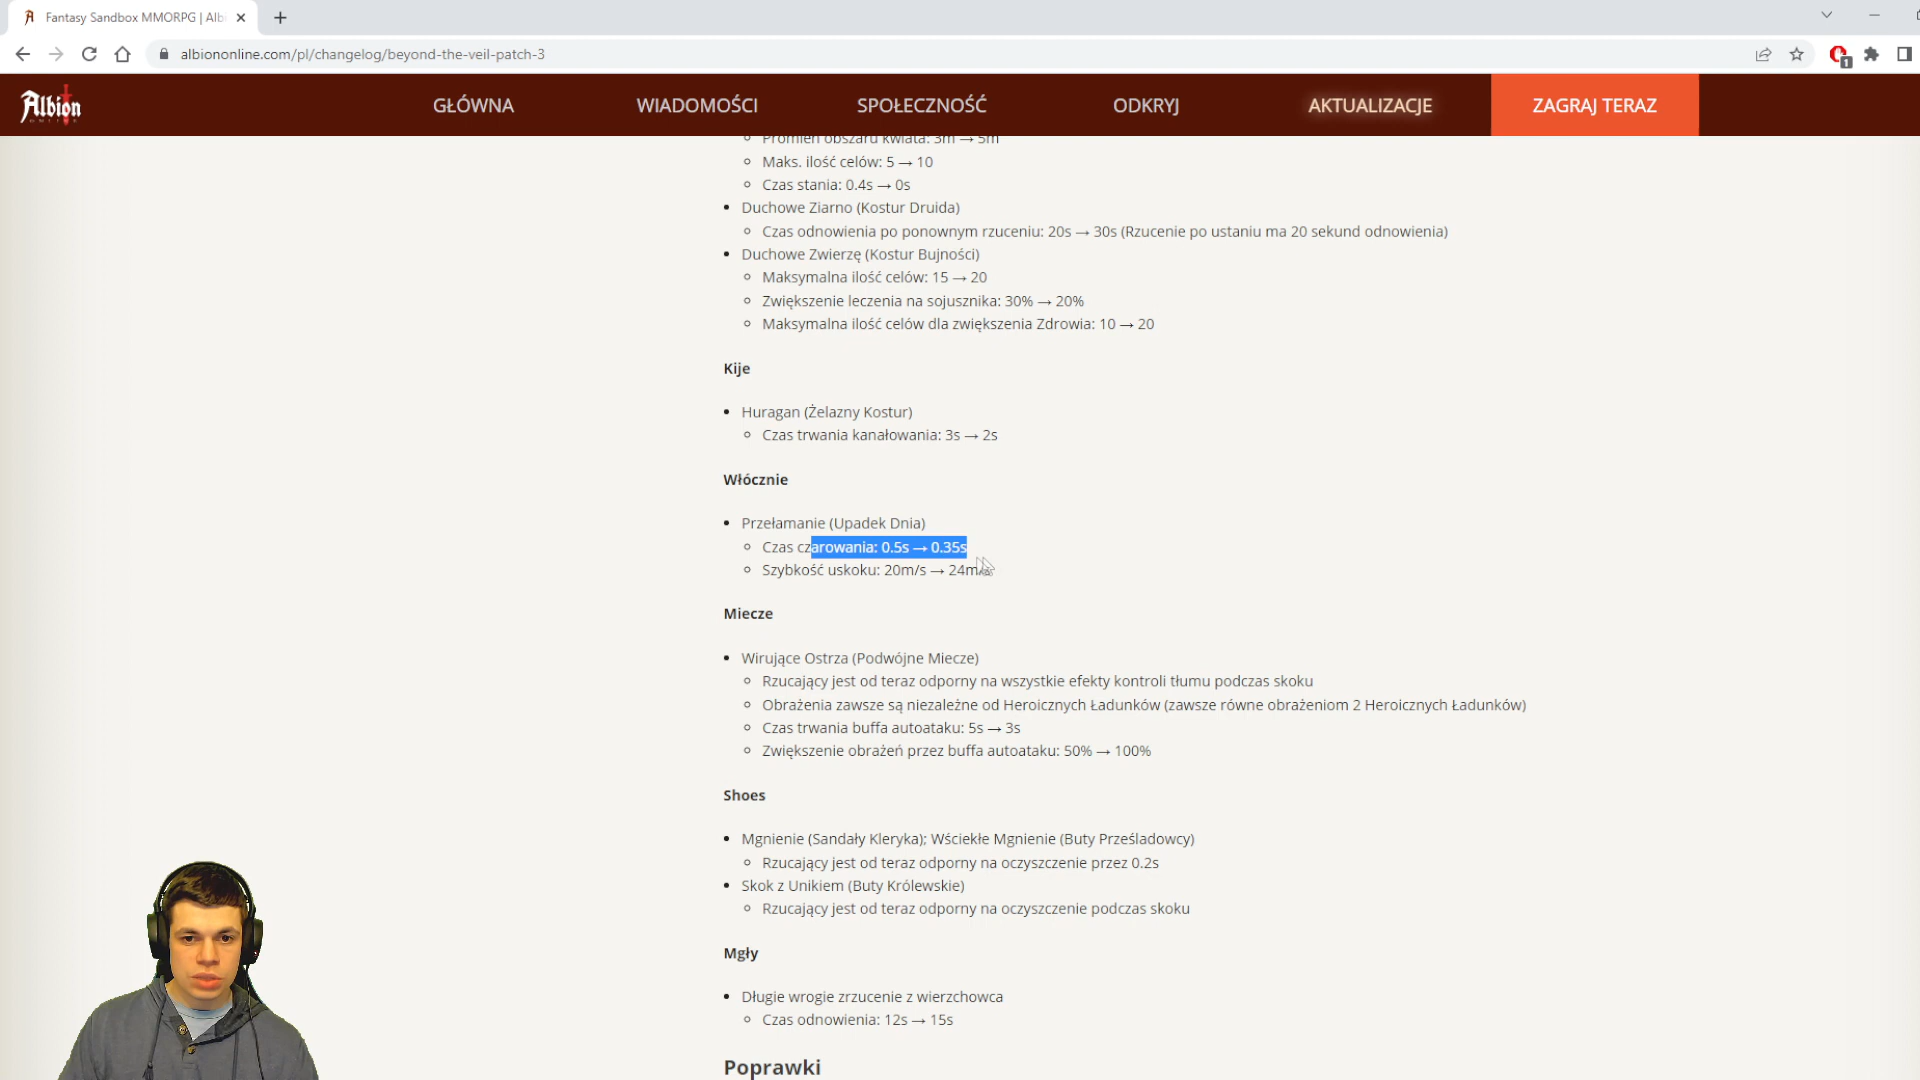 Fantasy Sandbox MMORPG | Alb
albiononline.com/pl/changelog/beyond-the-veil-patch-3
1
Albion
ONLINE
GŁÓWNA
WIADOMOŚCI
SPOŁECZNOŚĆ
ODKRYJ
AKTUALIZACJE
ZAGRAJ TERAZ
Promień obszaru kwiata: 3m → 5m
Maks. ilość celów: 5 → 10
Czas stania: 0.4s → 0s
Duchowe Ziarno (Kostur Druida)
Czas odnowienia po ponownym rzuceniu: 20s → 30s (Rzucenie po ustaniu ma 20 sekund odnowienia)
Duchowe Zwierzę (Kostur Bujności)
Maksymalna ilość celów: 15 → 20
Zwiększenie leczenia na sojusznika: 30% → 20%
Maksymalna ilość celów dla zwiększenia Zdrowia: 10 → 20
Kije
Huragan (Żelazny Kostur)
Czas trwania kanałowania: 3s → 2s
Włócznie
Przełamanie (Upadek Dnia)
Czas czarowania: 0.5s → 0.35s
Szybkość uskoku: 20m/s → 24m/s
Miecze
Wirujące Ostrza (Podwójne Miecze)
Rzucający jest od teraz odporny na wszystkie efekty kontroli tłumu podczas skoku
Obrażenia zawsze są niezależne od Heroicznych Ładunków (zawsze równe obrażeniom 2 Heroicznych Ładunków)
Czas trwania buffa autoataku: 5s → 3s
Zwiększenie obrażeń przez buffa autoataku: 50% → 100%
Shoes
Mgnienie (Sandały Kleryka); Wściekłe Mgnienie (Buty Prześladowcy)
Rzucający jest od teraz odporny na oczyszczenie przez 0.2s
Skok z Unikiem (Buty Królewskie)
Rzucający jest od teraz odporny na oczyszczenie podczas skoku
Mgły
Długie wrogie zrzucenie z wierzchowca
Czas odnowienia: 12s → 15s
Poprawki